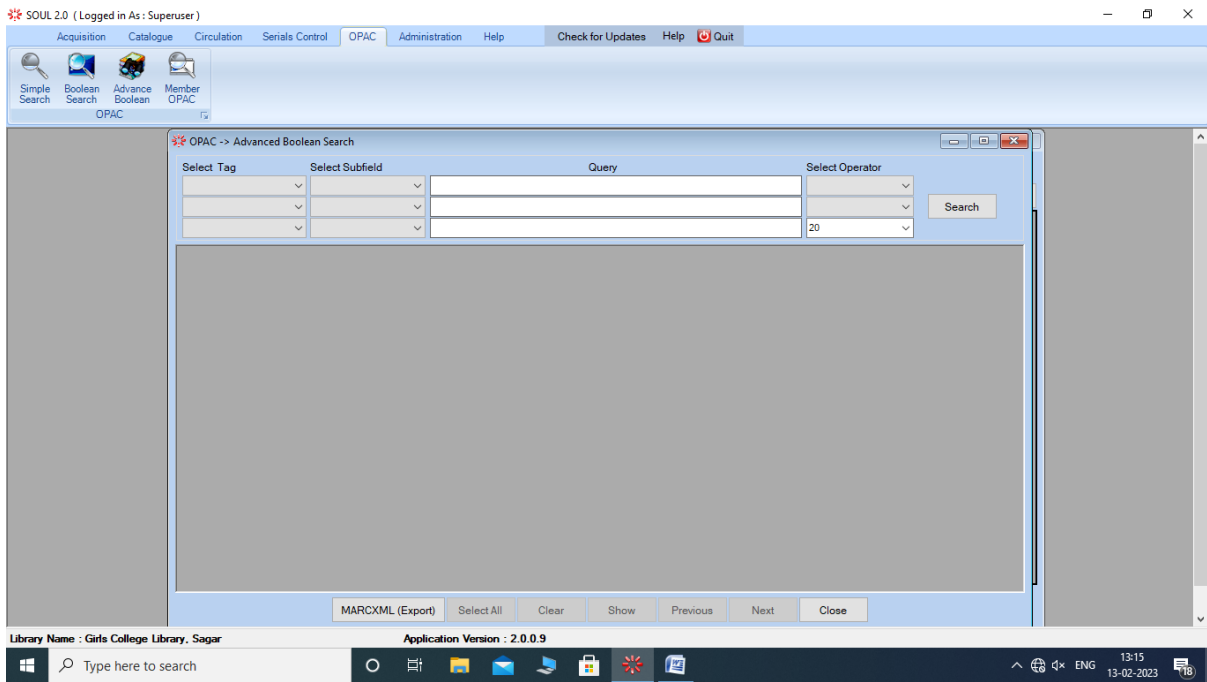 SOUL 2.0 ( Logged in As : Superuser )
Acquisition Catalogue Circulation Serials Control OPAC Administration Help Check for Updates Help Quit
Simple Search Boolean Search Advance Boolean Member OPAC
OPAC
OPAC -> Advanced Boolean Search
Select Tag Select Subfield Query Select Operator
Search
20
MARCXML (Export) Select All Clear Show Previous Next Close
Library Name : Girls College Library, Sagar Application Version : 2.0.0.9
Type here to search ENG 13:15
13-02-2023 18